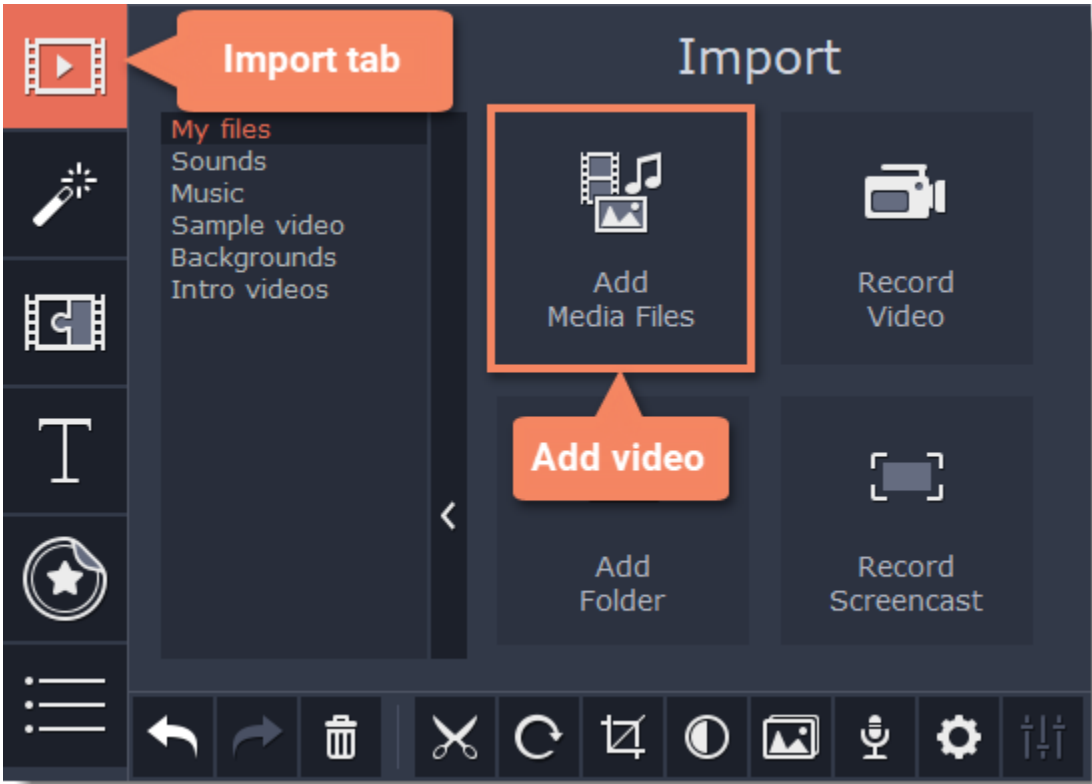 Import tab
Import
My files
Sounds
Music
Sample video
Backgrounds
Intro videos
Add
Media Files
Record
Video
Add video
Add
Folder
Record
Screencast